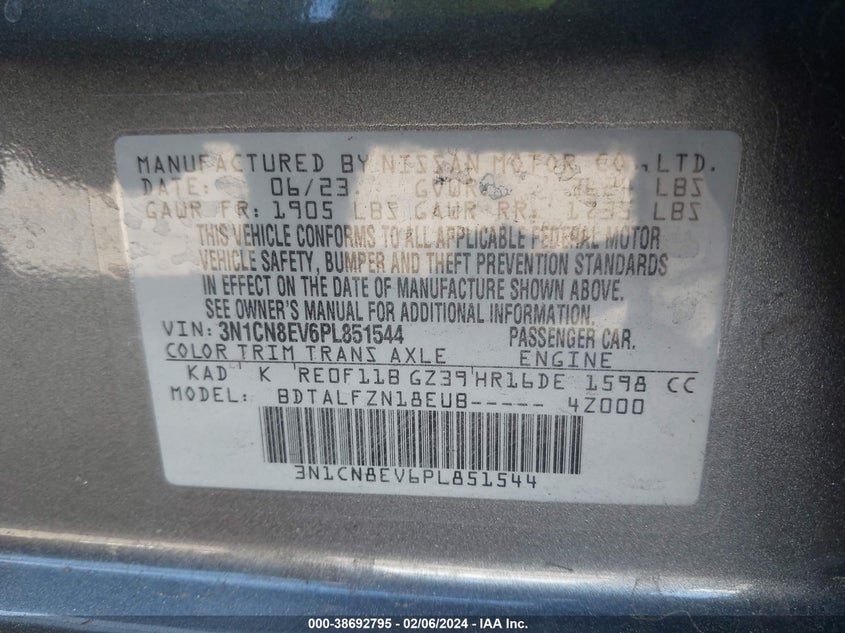 MANUFACTURED BY NISSAN MOTOR CO.,LTD.
DATE: 06/23 GVWR LBS
GAWR FR: 1905 LBS GAWR RR: LBS
THIS VEHICLE CONFORMS TO ALL APPLICABLE FEDERAL MOTOR
VEHICLE SAFETY, BUMPER AND THEFT PREVENTION STANDARDS
IN EFFECT ON THE DATE OF MANUFACTURE SHOWN ABOVE.
SEE OWNER'S MANUAL FOR ADDITIONAL INFORMATION.
VIN: 3N1CN8EV6PL851544 PASSENGER CAR.
COLOR TRIM TRANS AXLE ENGINE
KAD K RE0F11B GZ39 HR16DE 1598 CC
MODEL: BDTALFZN18EUB----- 4Z000
3N1CN8EV6PL851544
000-38692795 - 02/06/2024 - IAA Inc.